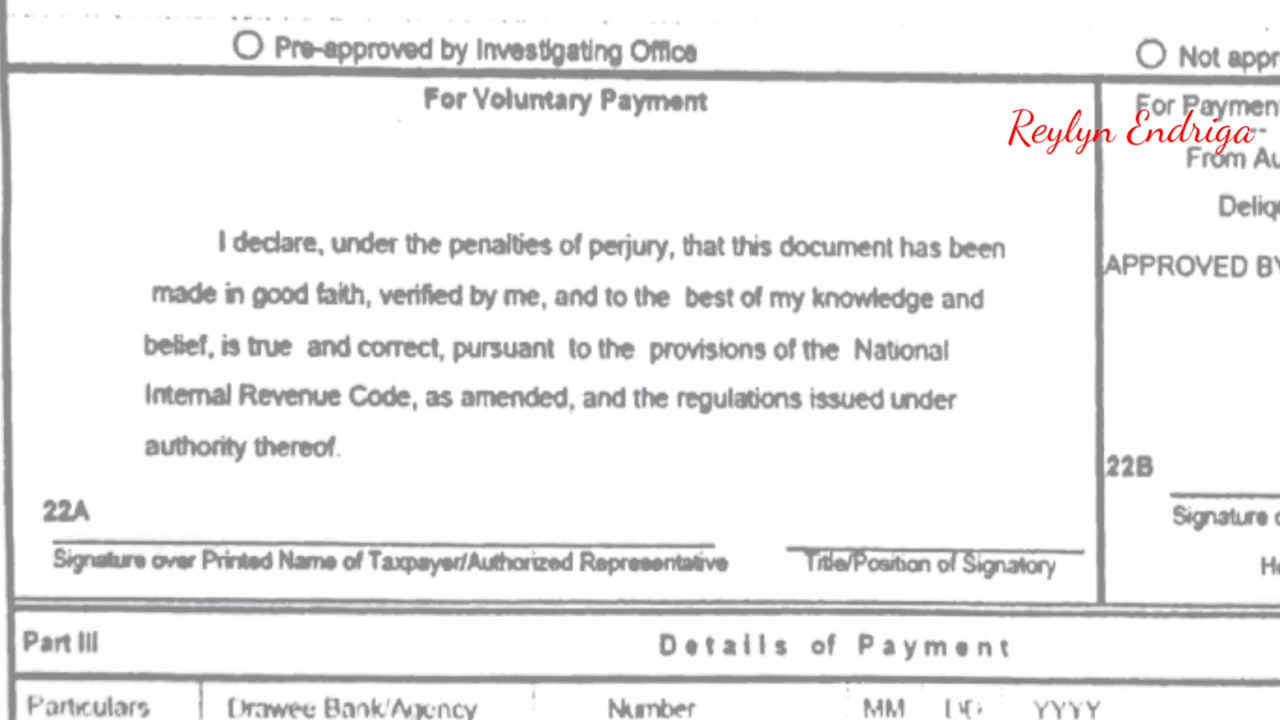 Pre-approved by Investigating Office
Not appr
For Voluntary Payment
For Paymen
Reylyn Endriga
From Au
I declare, under the penalties of perjury, that this document has been
made in good faith, verified by me, and to the best of my knowledge and
belief, is true and correct, pursuant to the provisions of the National
Internal Revenue Code, as amended, and the regulations issued under
authority thereof.
Deliq
APPROVED BY
22A
Signature over Printed Name of Taxpayer/Authorized Representative
Title/Position of Signatory
22B
Signature
He
Part III
Details of Payment
Particulars
Drawee Bank/Agency
Number
MM
YYYY